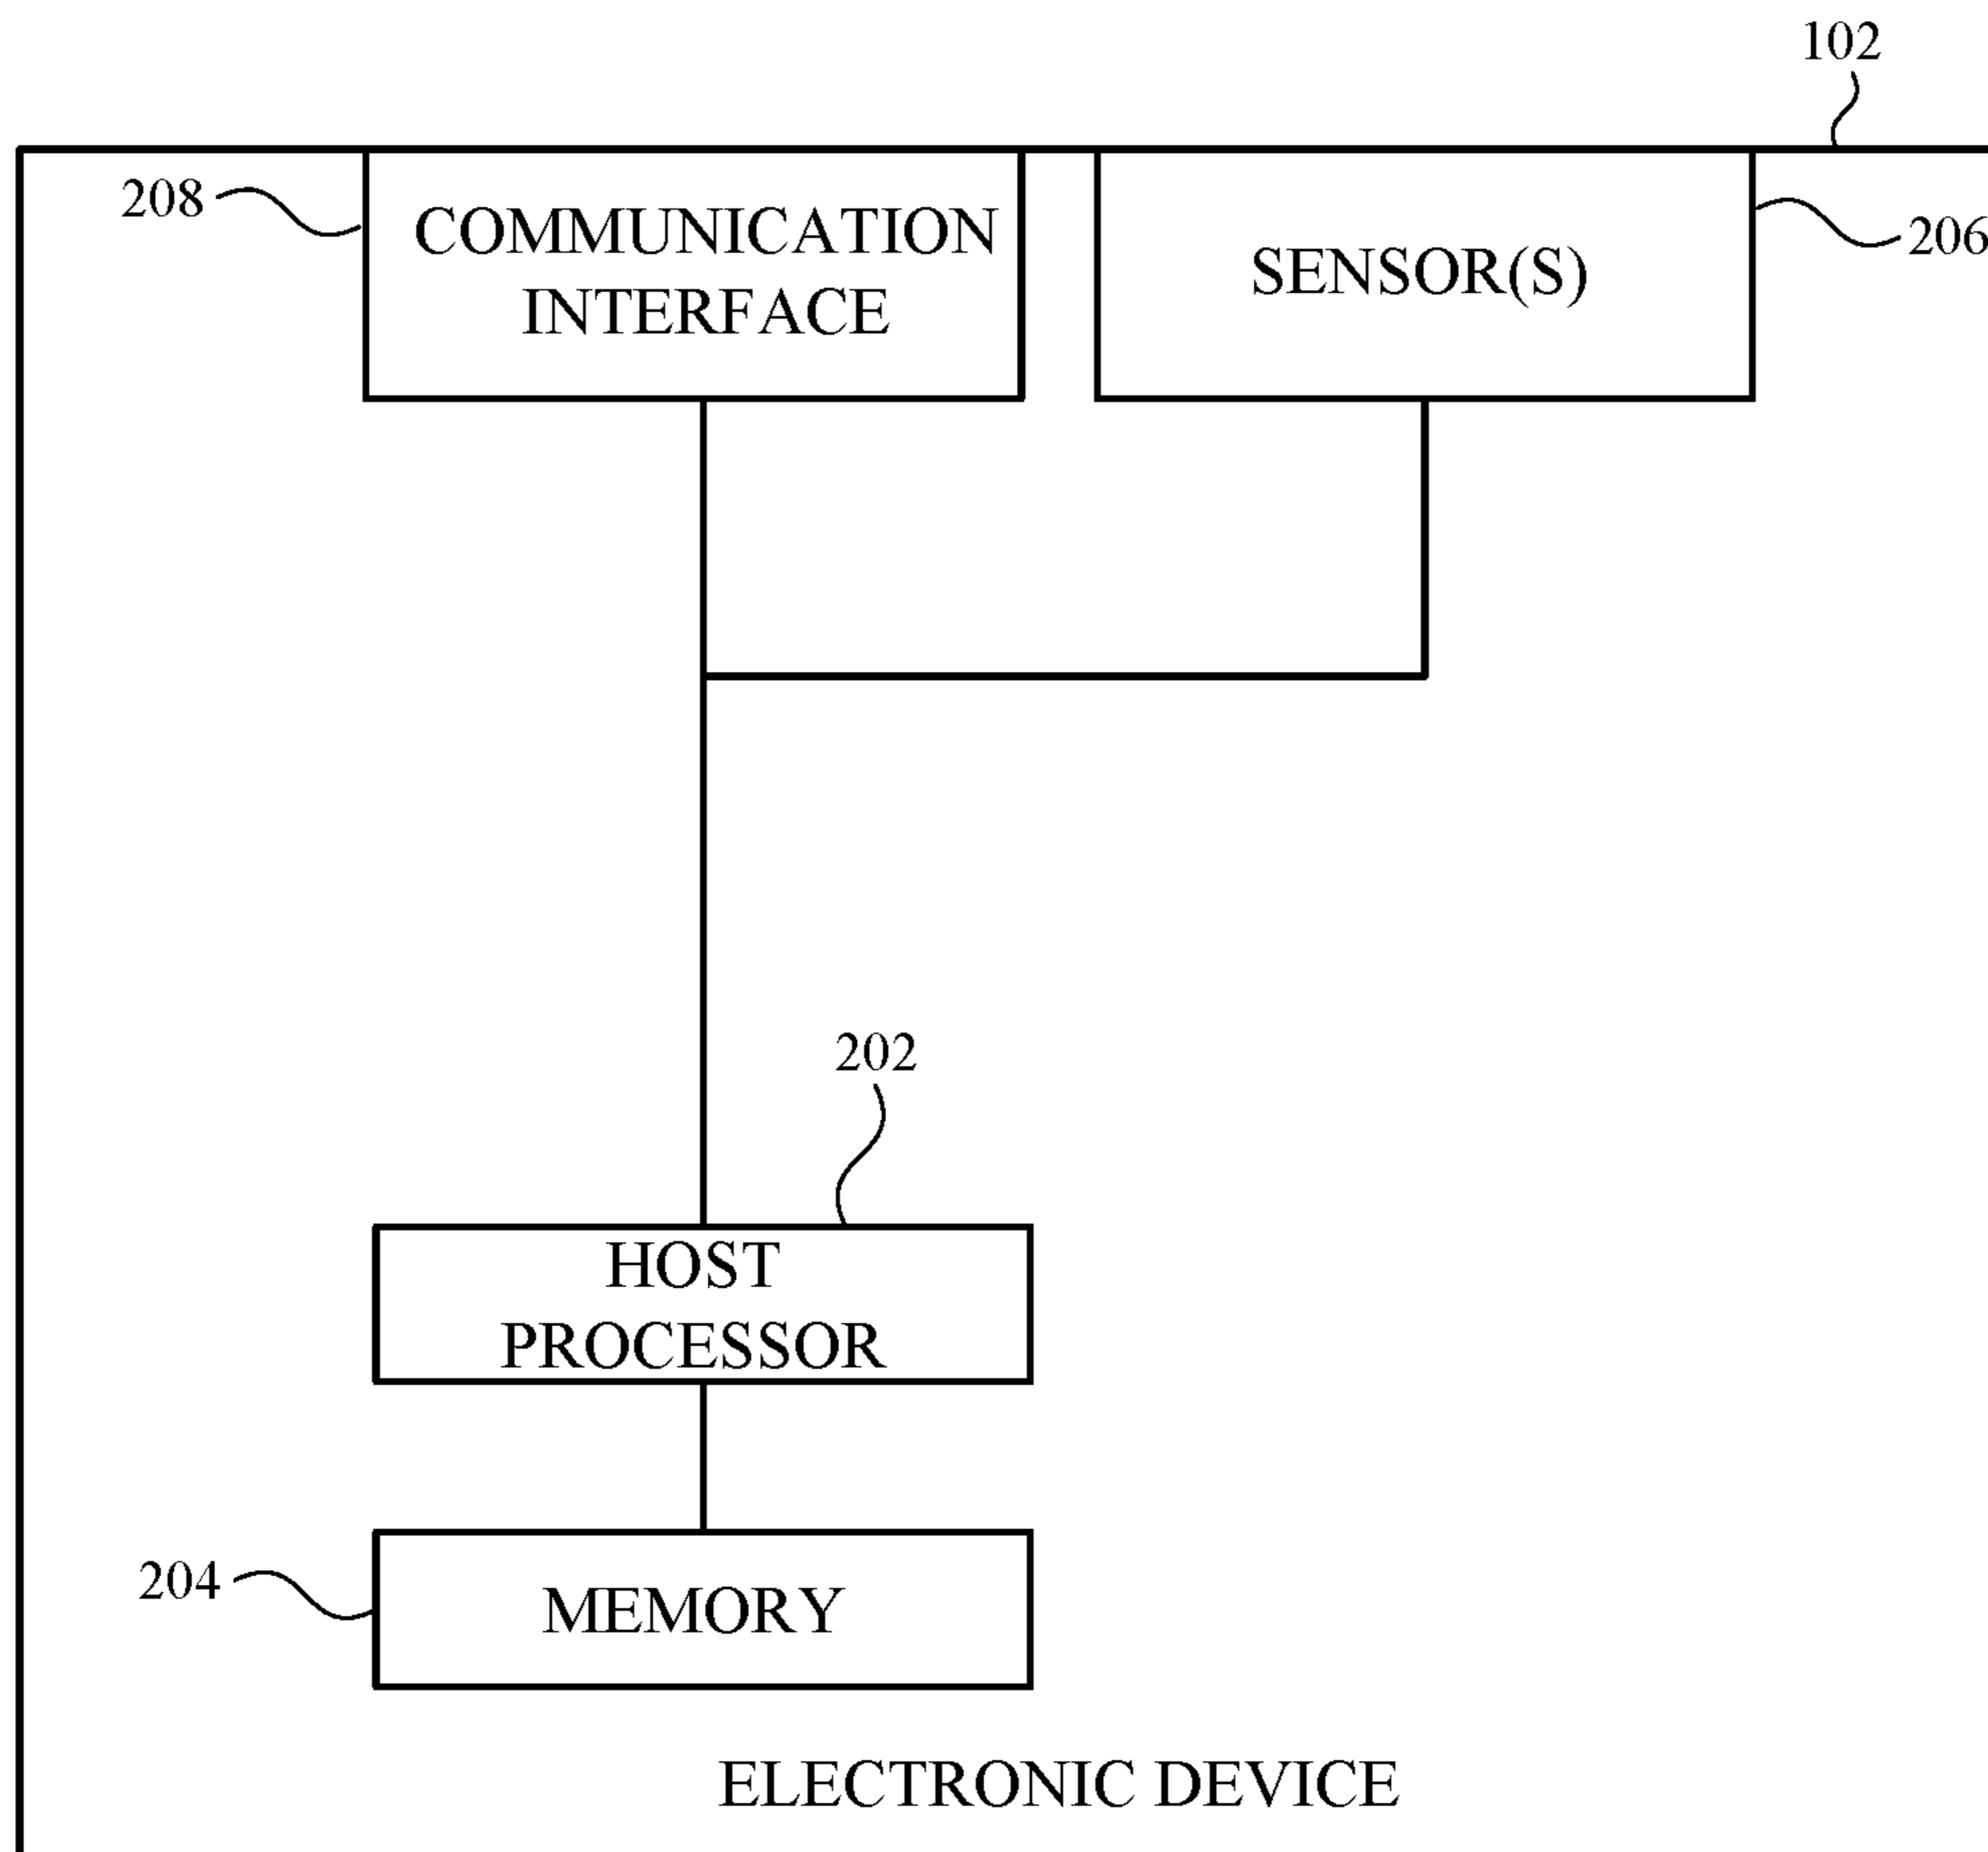 102
208
COMMUNICATION
INTERFACE
SENSOR(S)
206
202
HOST
PROCESSOR
204
MEMORY
ELECTRONIC DEVICE